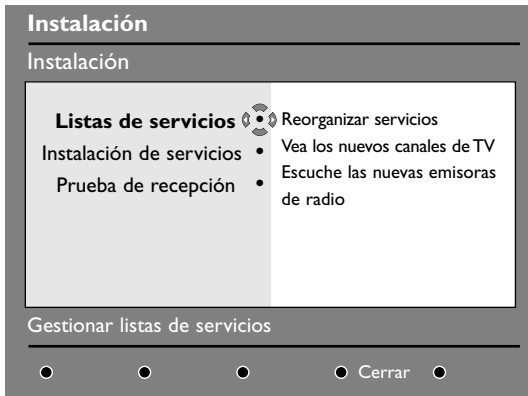 Instalación
Instalación
Listas de servicios
Instalación de servicios
Prueba de recepción
Reorganizar servicios
Vea los nuevos canales de TV
Escuche las nuevas emisoras
de radio
Gestionar listas de servicios
Cerrar